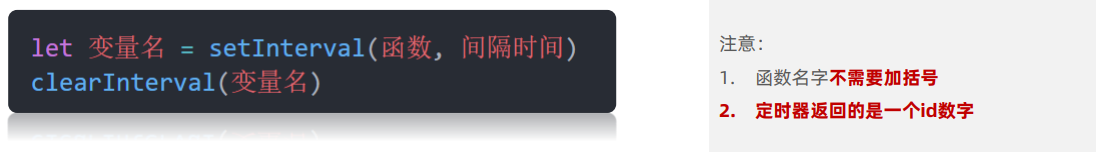 let 变量名 = setInterval(函数, 间隔时间)
clearInterval(变量名)
注意：
1. 函数名字不需要加括号
2. 定时器返回的是一个id数字